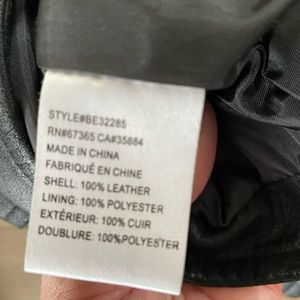 STYLE#BE32285
RN#67365 CA#35884
MADE IN CHINA
FABRIQUÉ EN CHINE
SHELL: 100% LEATHER
LINING: 100% POLYESTER
EXTÉRIEUR: 100% CUIR
DOUBLURE: 100%POLYESTER